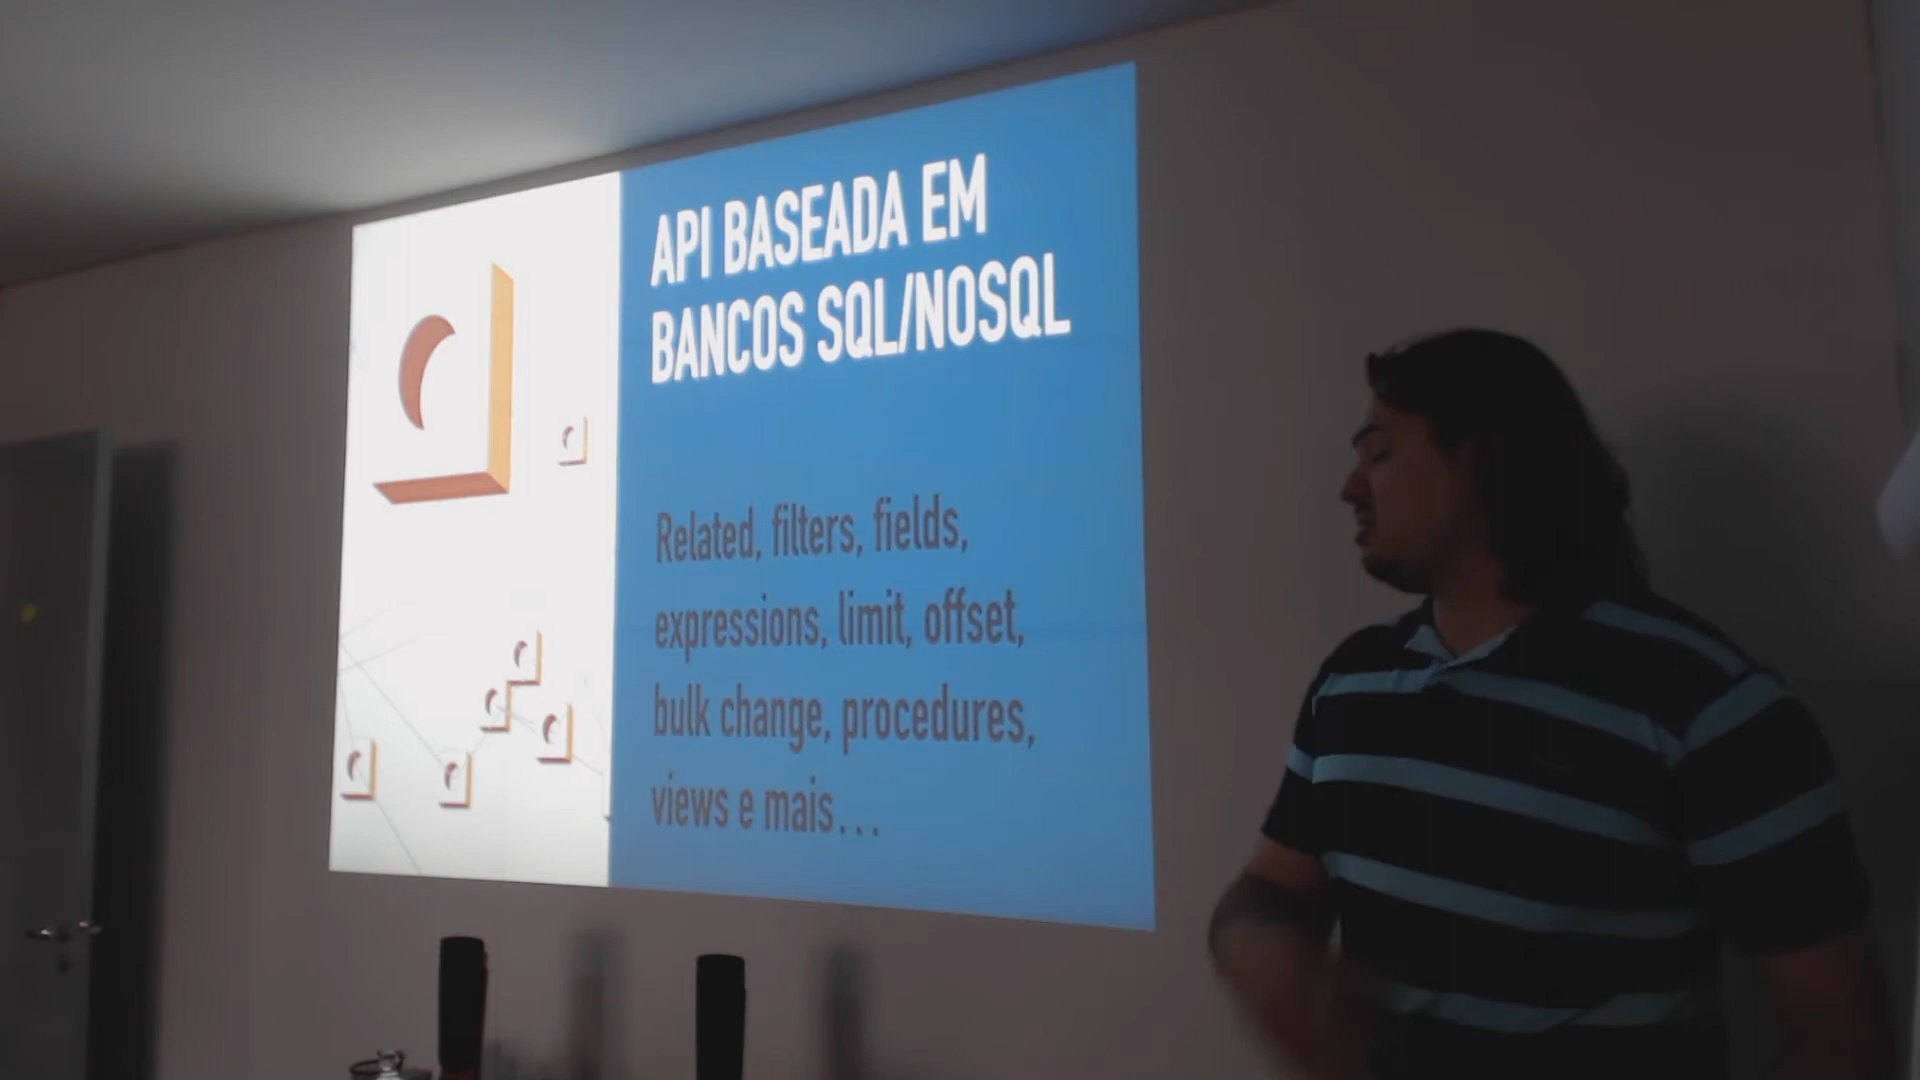 API BASEADA EM
BANCOS SQL/NOSQL
Related, filters, fields,
expressions, limit, offset,
bulk change, procedures,
views e mais...